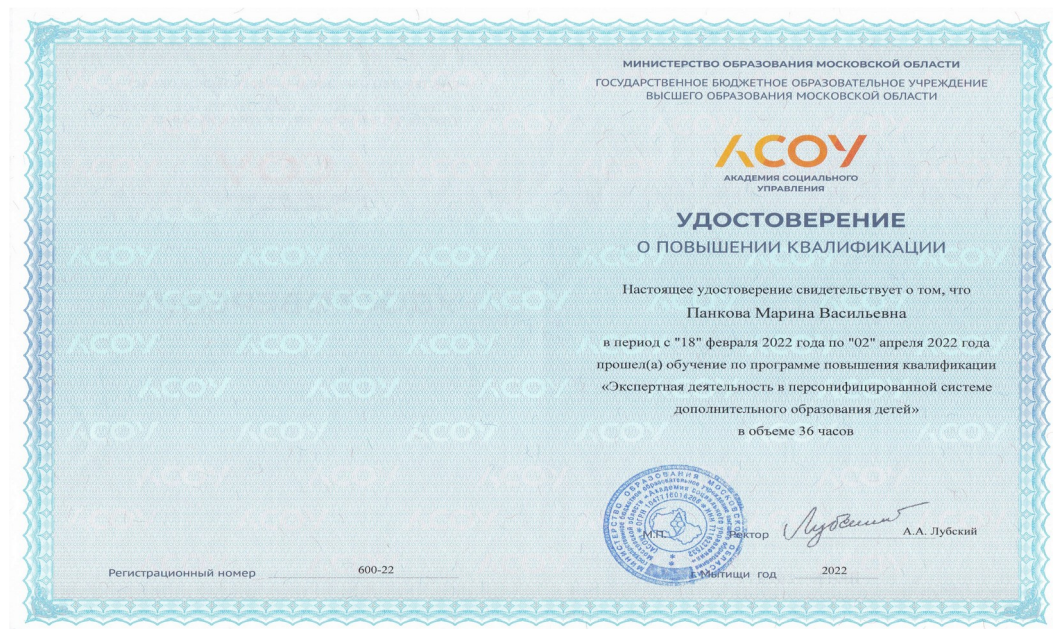 МИНИСТЕРСТВО ОБРАЗОВАНИЯ МОСКОВСКОЙ ОБЛАСТИ
ГОСУДАРСТВЕННОЕ БЮДЖЕТНОЕ ОБРАЗОВАТЕЛЬНОЕ УЧРЕЖДЕНИЕ
ВЫСШЕГО ОБРАЗОВАНИЯ МОСКОВСКОЙ ОБЛАСТИ
АСОУ
АКАДЕМИЯ СОЦИАЛЬНОГО
УПРАВЛЕНИЯ
УДОСТОВЕРЕНИЕ
О ПОВЫШЕНИИ КВАЛИФИКАЦИИ
Настоящее удостоверение свидетельствует о том, что
Панкова Марина Васильевна
в период с "18" февраля 2022 года по "02" апреля 2022 года
прошел(а) обучение по программе повышения квалификации
«Экспертная деятельность в персонифицированной системе
дополнительного образования детей»
в объеме 36 часов
М.П. Ректор А.А. Лубский
Регистрационный номер 600-22
г. Мытищи год 2022